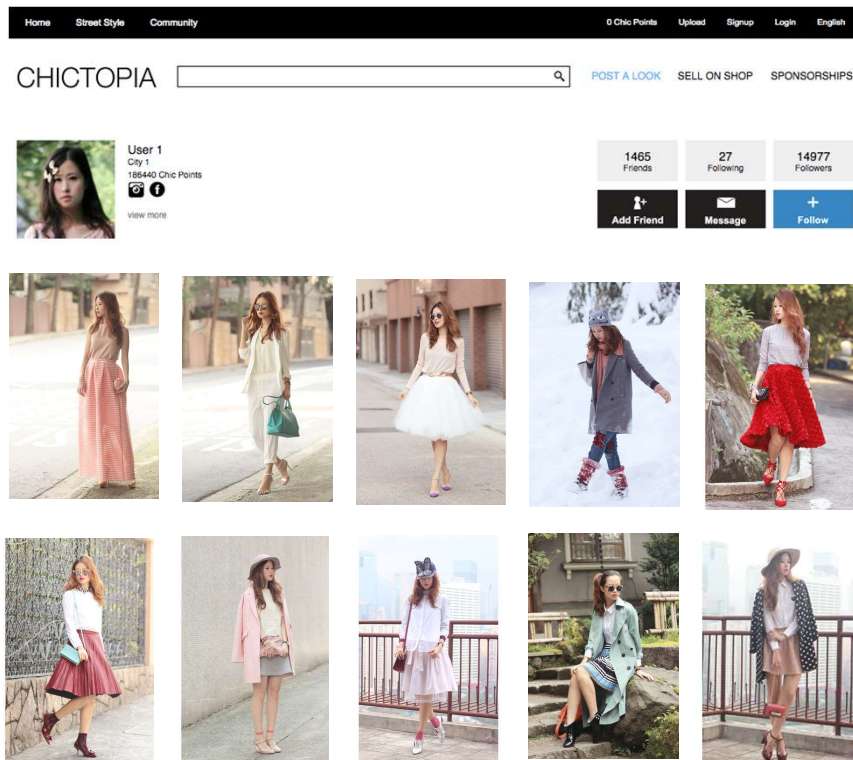 Home Street Style Community 0 Chic Points Upload Signup Login English
CHICTOPIA POST A LOOK SELL ON SHOP SPONSORSHIPS
User 1
City 1
186440 Chic Points
view more
1465 27 14977
Friends Following Followers
Add Friend Message Follow